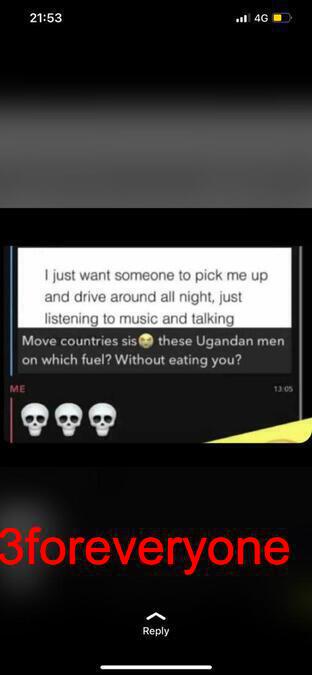 21:53
4G
I just want someone to pick me up
and drive around all night, just
listening to music and talking
Move countries sis😭 these Ugandan men
on which fuel? Without eating you?
ME
13:05
💀💀💀
3foreveryone
Reply